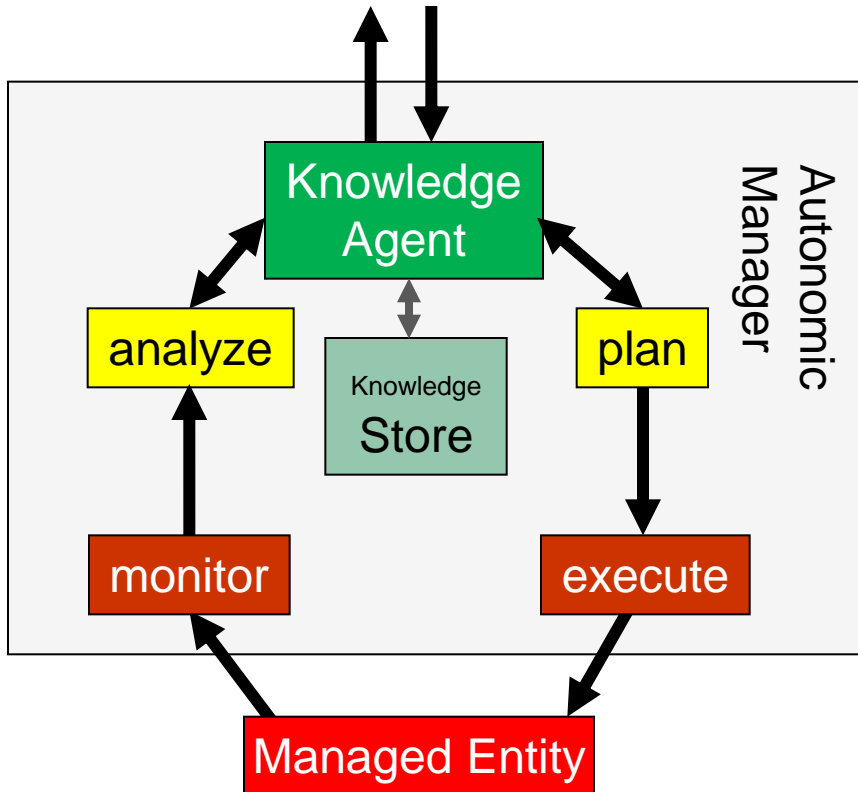 Knowledge
Agent
Autonomic
Manager
analyze
plan
Knowledge
Store
monitor
execute
Managed Entity